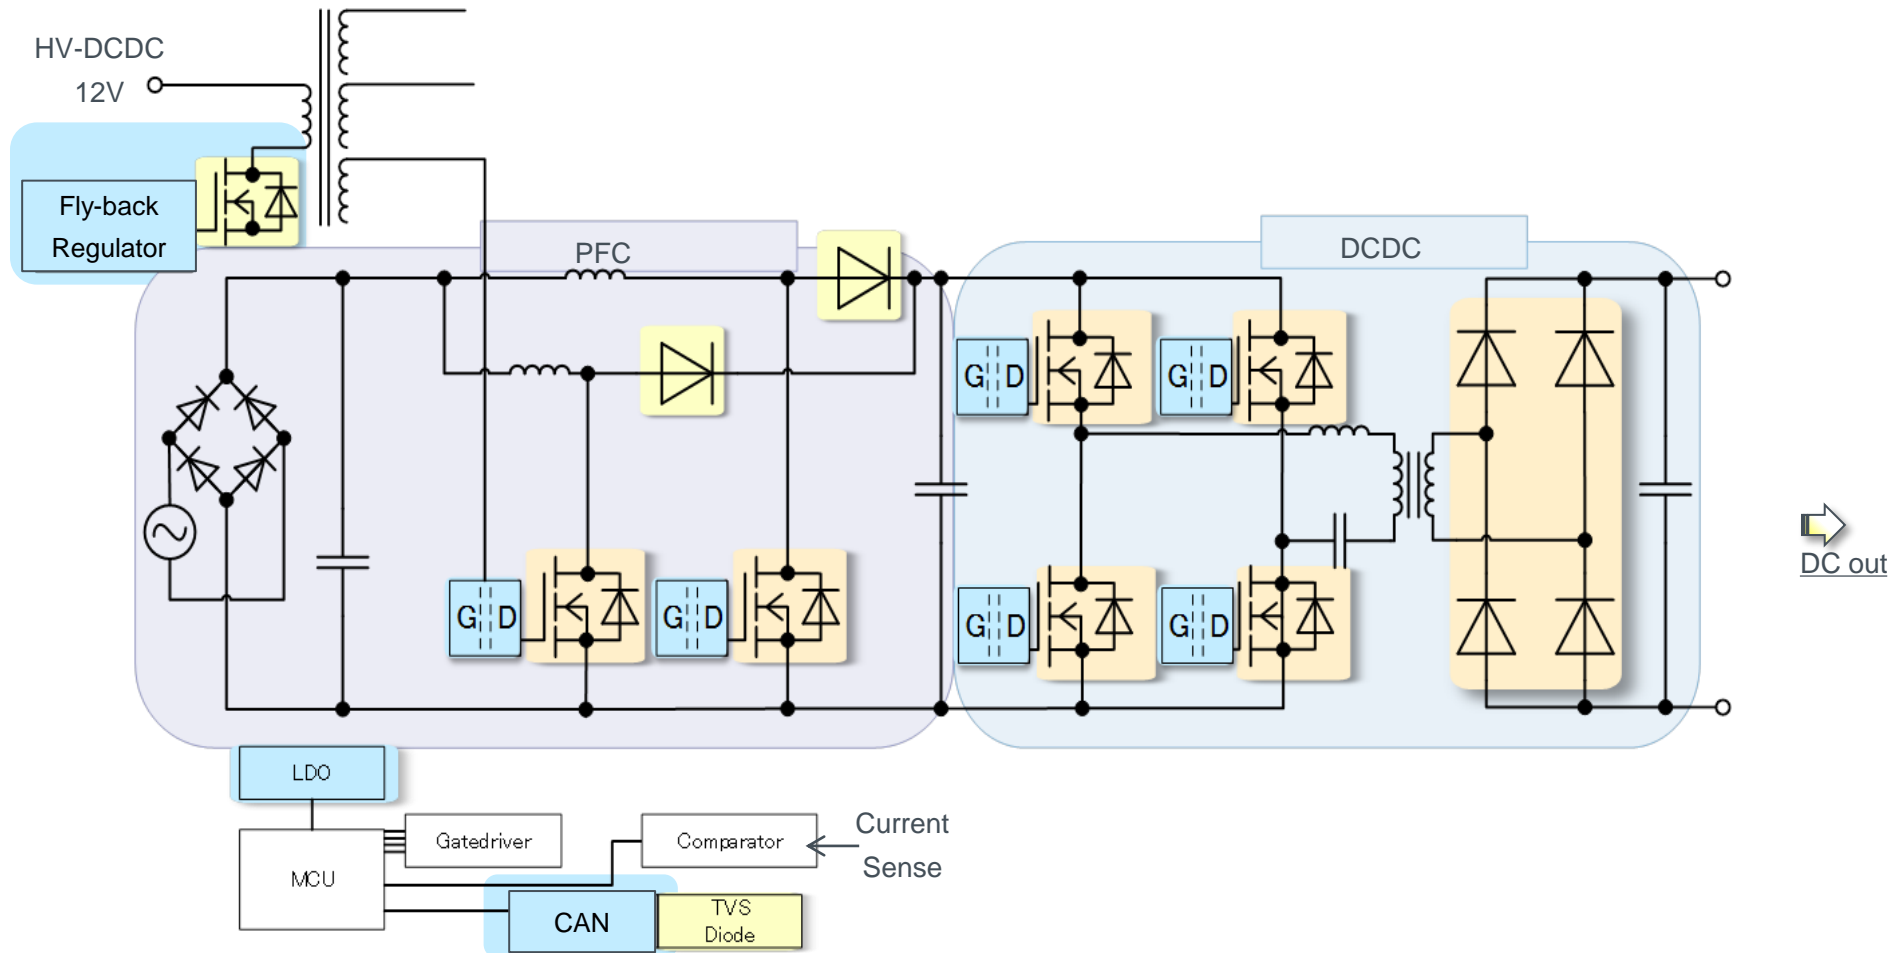 HV-DCDC
12V
Fly-back
Regulator
PFC
DCDC
G D
G D
G D
G D
G D
G D
DC out
LDO
MCU
Gatedriver
Comparator
Current
Sense
CAN
TVS
Diode